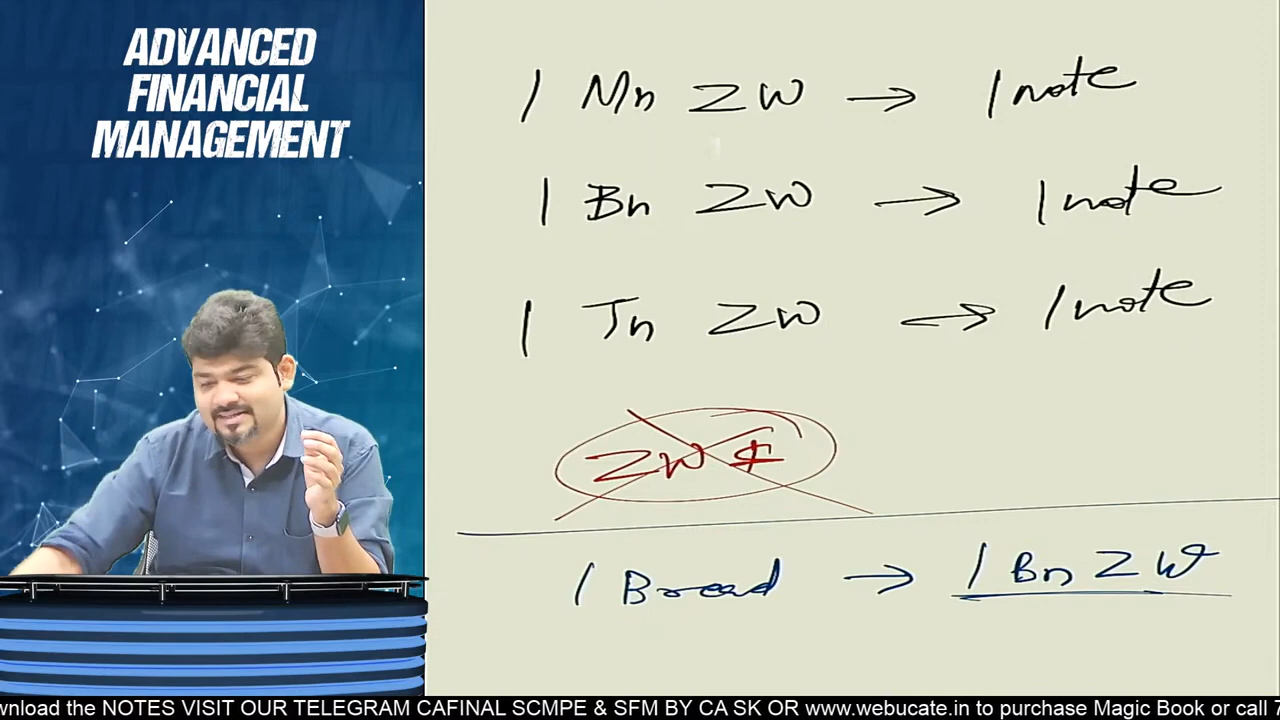 ADVANCED
FINANCIAL
MANAGEMENT
1 Mn ZW → 1 note
1 Bn ZW → 1 note
1 Tn ZW → 1 note
ZW $
1 Bread → 1 Bn ZW
wnload the NOTES VISIT OUR TELEGRAM CAFINAL SCMPE & SFM BY CA SK OR www.webucate.in to purchase Magic Book or call 7